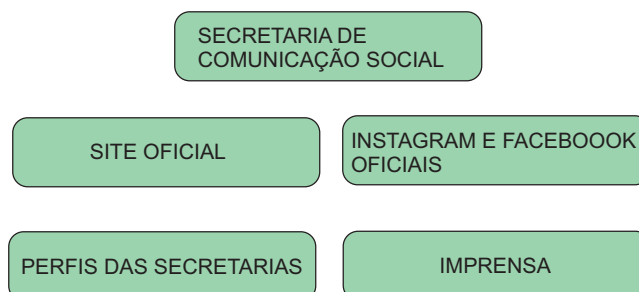 SECRETARIA DE
COMUNICAÇÃO SOCIAL
SITE OFICIAL
INSTAGRAM E FACEBOOOK
OFICIAIS
PERFIS DAS SECRETARIAS
IMPRENSA